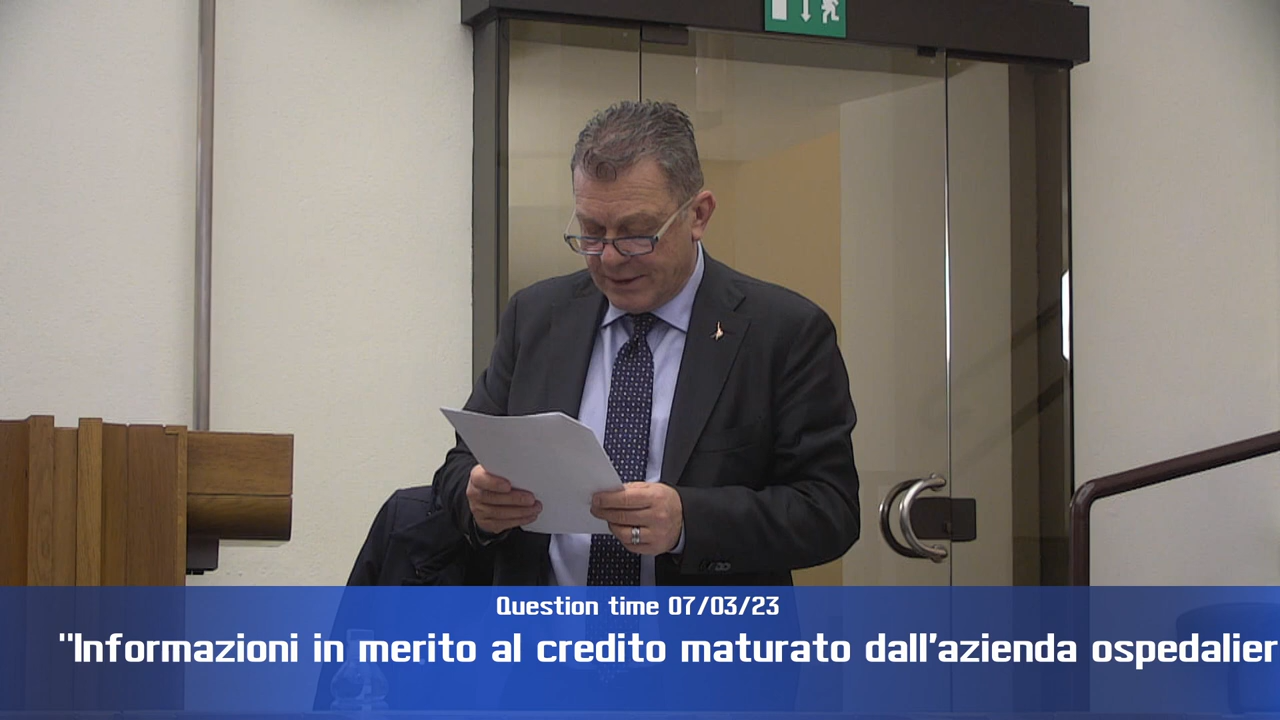 Question time 07/03/23
"Informazioni in merito al credito maturato dall'azienda ospedalier